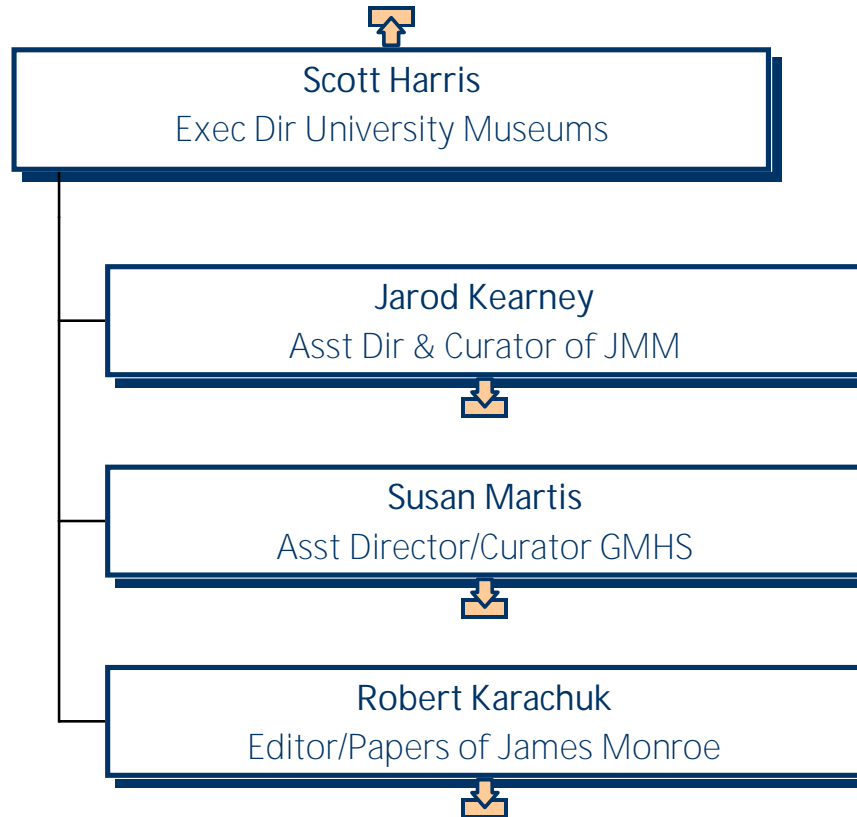 Scott Harris
Exec Dir University Museums
Jarod Kearney
Asst Dir & Curator of JMM
Susan Martis
Asst Director/Curator GMHS
Robert Karachuk
Editor/Papers of James Monroe